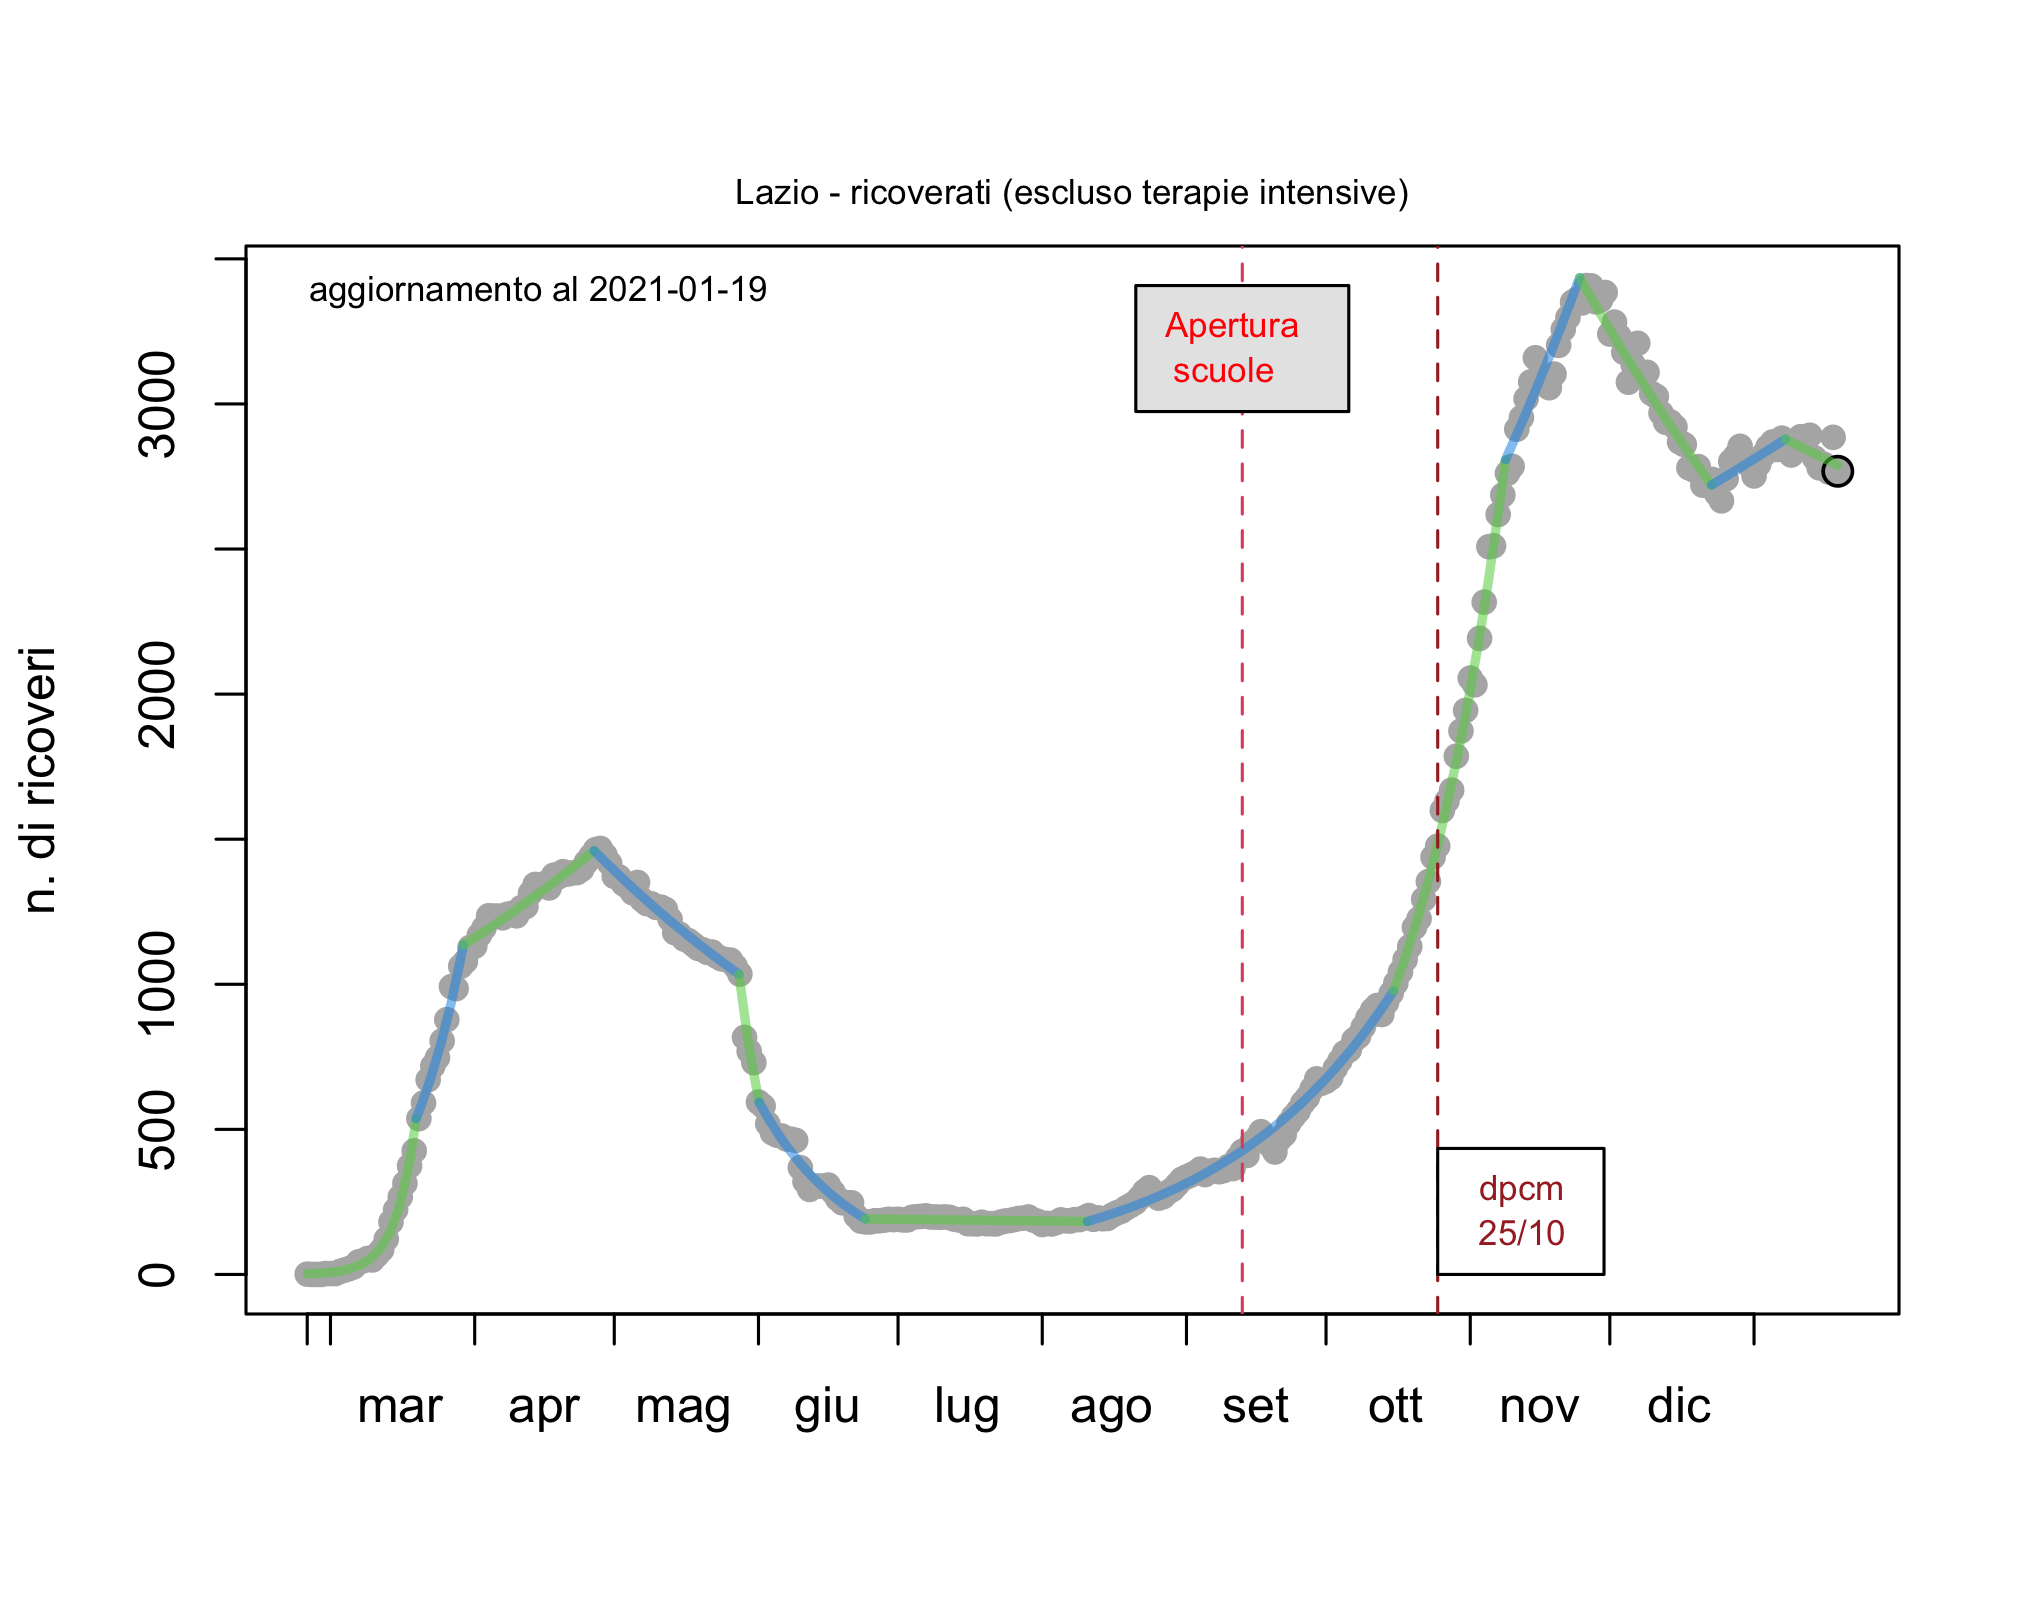 Lazio - ricoverati (escluso terapie intensive)
aggiornamento al 2021-01-19
Apertura
scuole
dpcm
25/10
n. di ricoveri
3000
2000
1000
500
0
mar apr mag giu lug ago set ott nov dic